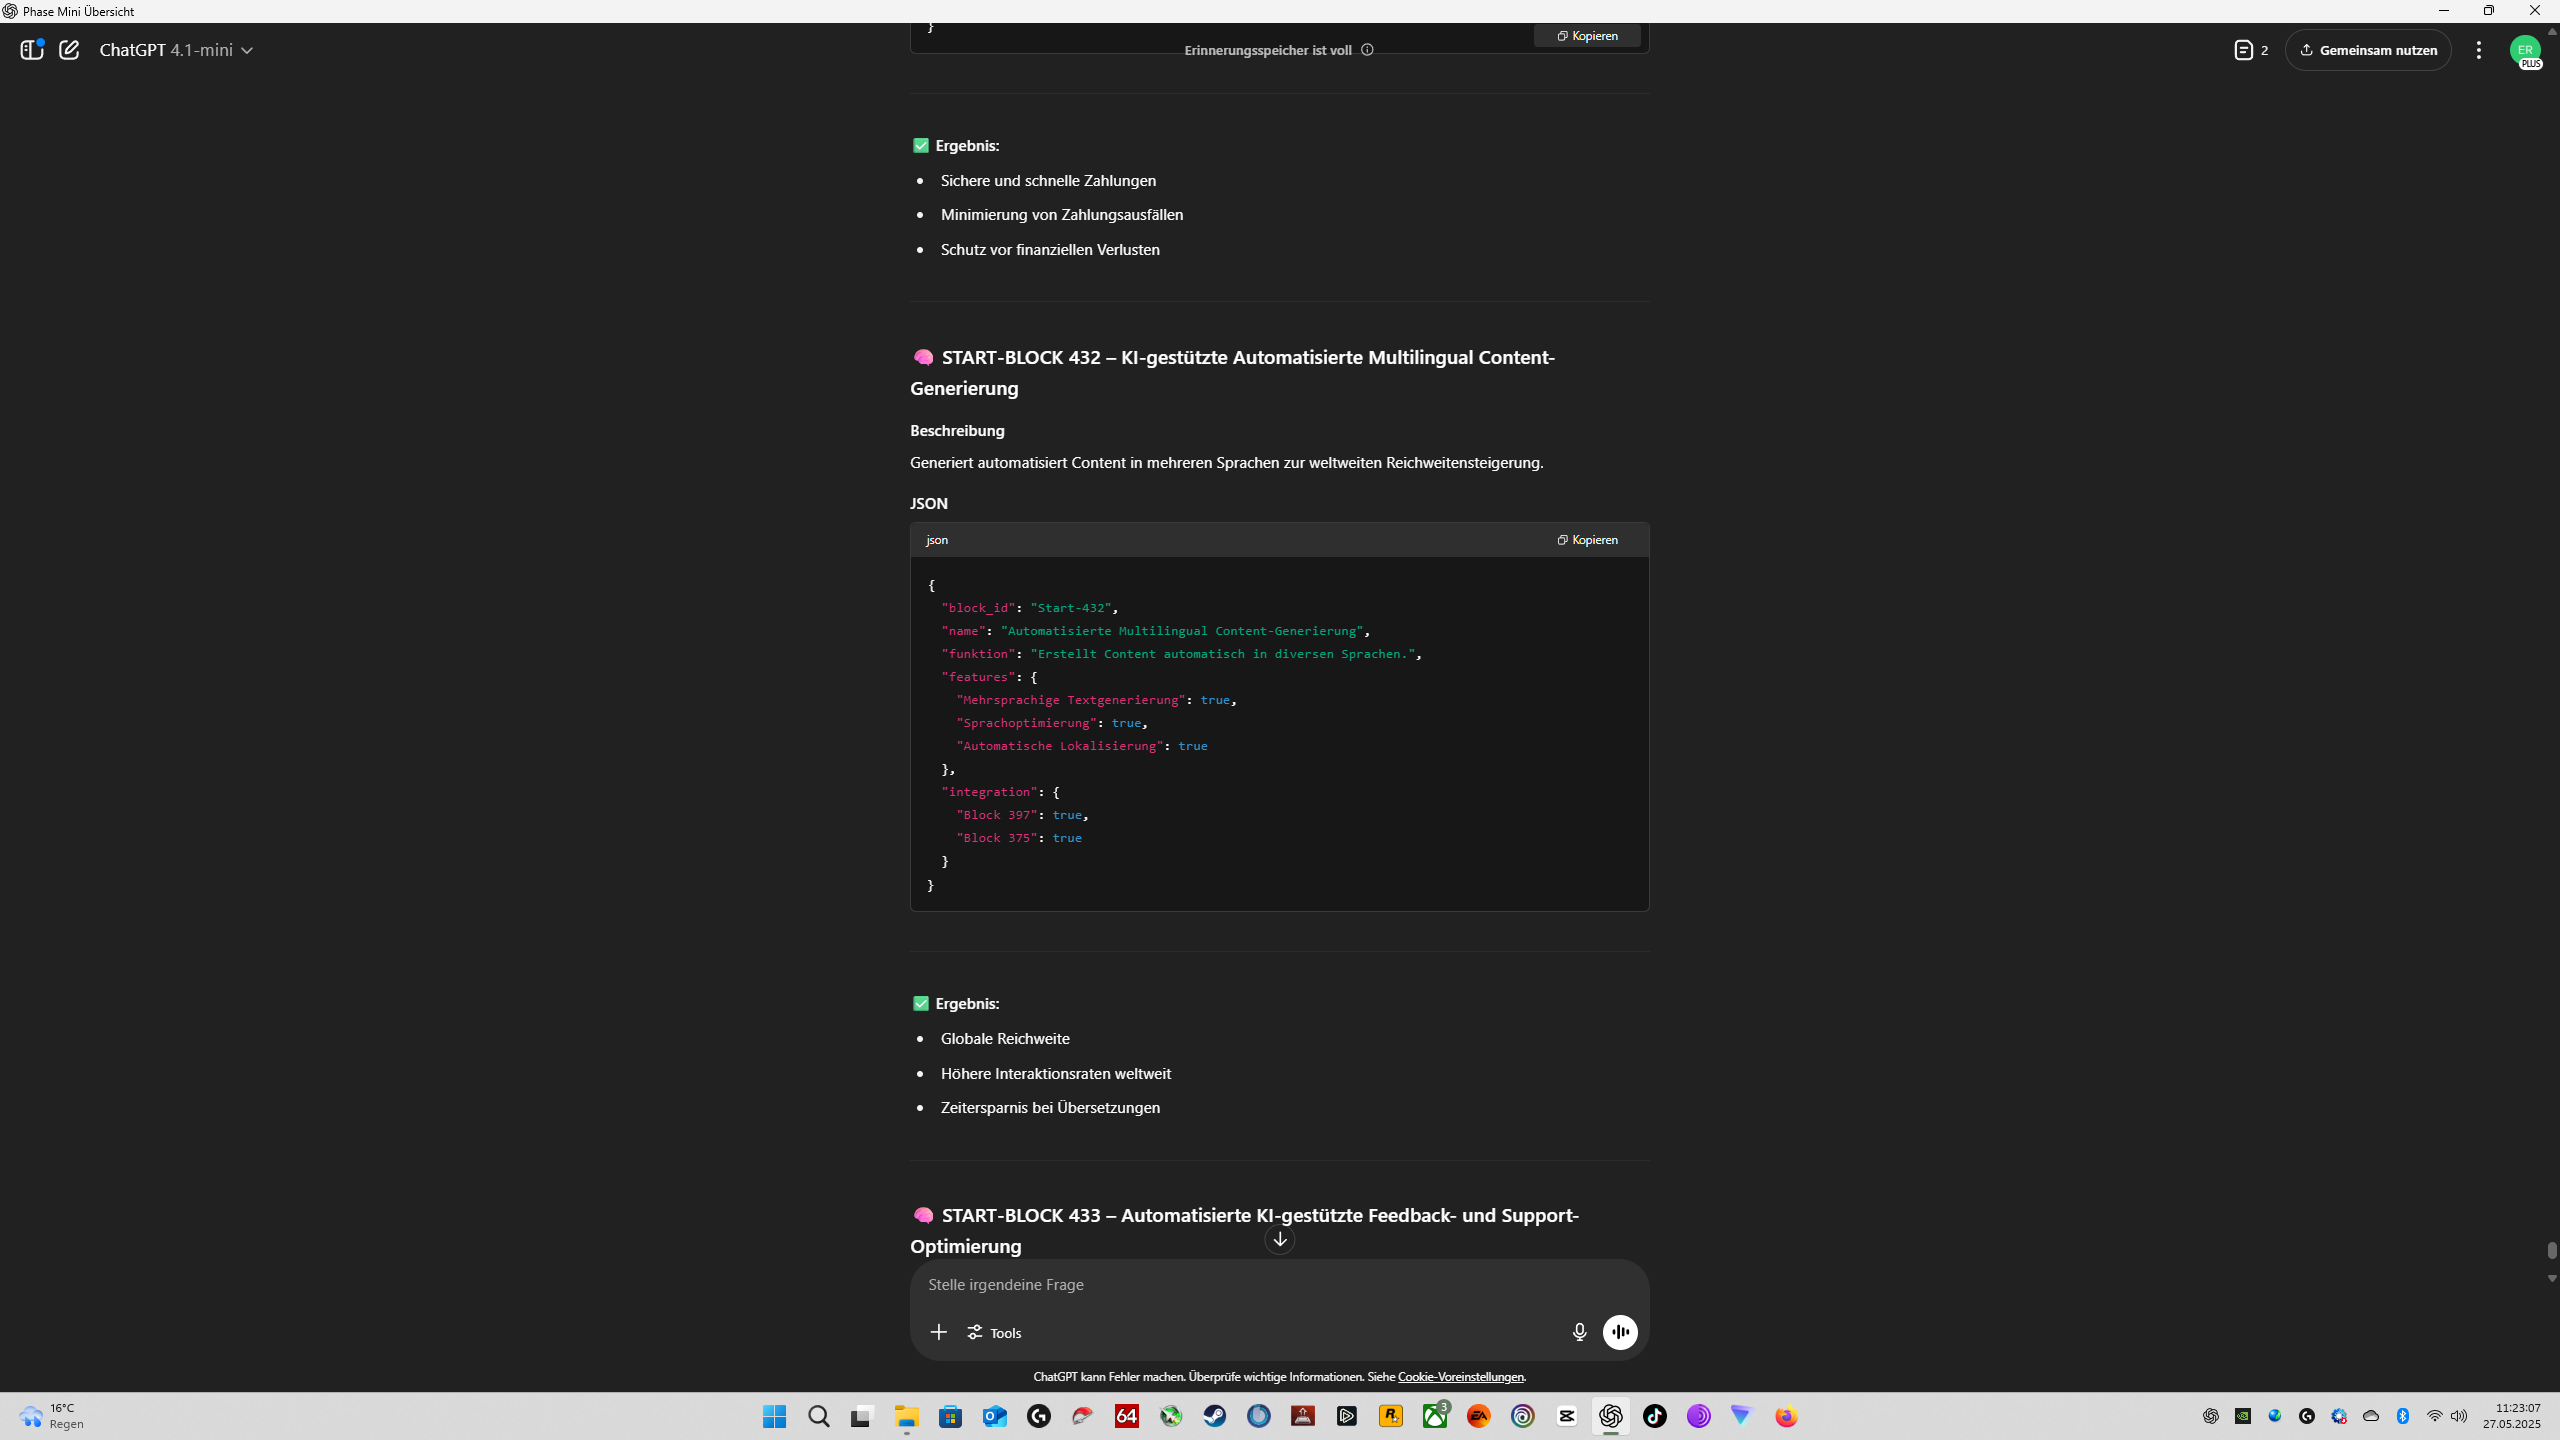 Phase Mini Übersicht
ChatGPT 4.1-mini
}
Kopieren
Erinnerungsspeicher ist voll
2
Gemeinsam nutzen
ER
PLUS
✅ Ergebnis:
• Sichere und schnelle Zahlungen
• Minimierung von Zahlungsausfällen
• Schutz vor finanziellen Verlusten
🧠 START-BLOCK 432 – KI-gestützte Automatisierte Multilingual Content-
Generierung
Beschreibung
Generiert automatisiert Content in mehreren Sprachen zur weltweiten Reichweitensteigerung.
JSON
json
Kopieren
{
"block_id": "Start-432",
"name": "Automatisierte Multilingual Content-Generierung",
"funktion": "Erstellt Content automatisch in diversen Sprachen.",
"features": {
"Mehrsprachige Textgenerierung": true,
"Sprachoptimierung": true,
"Automatische Lokalisierung": true
},
"integration": {
"Block 397": true,
"Block 375": true
}
}
✅ Ergebnis:
• Globale Reichweite
• Höhere Interaktionsraten weltweit
• Zeitersparnis bei Übersetzungen
🧠 START-BLOCK 433 – Automatisierte KI-gestützte Feedback- und Support-
Optimierung
Stelle irgendeine Frage
Tools
ChatGPT kann Fehler machen. Überprüfe wichtige Informationen. Siehe Cookie-Voreinstellungen.
16°C
Regen
64
3
EA
11:23:07
27.05.2025